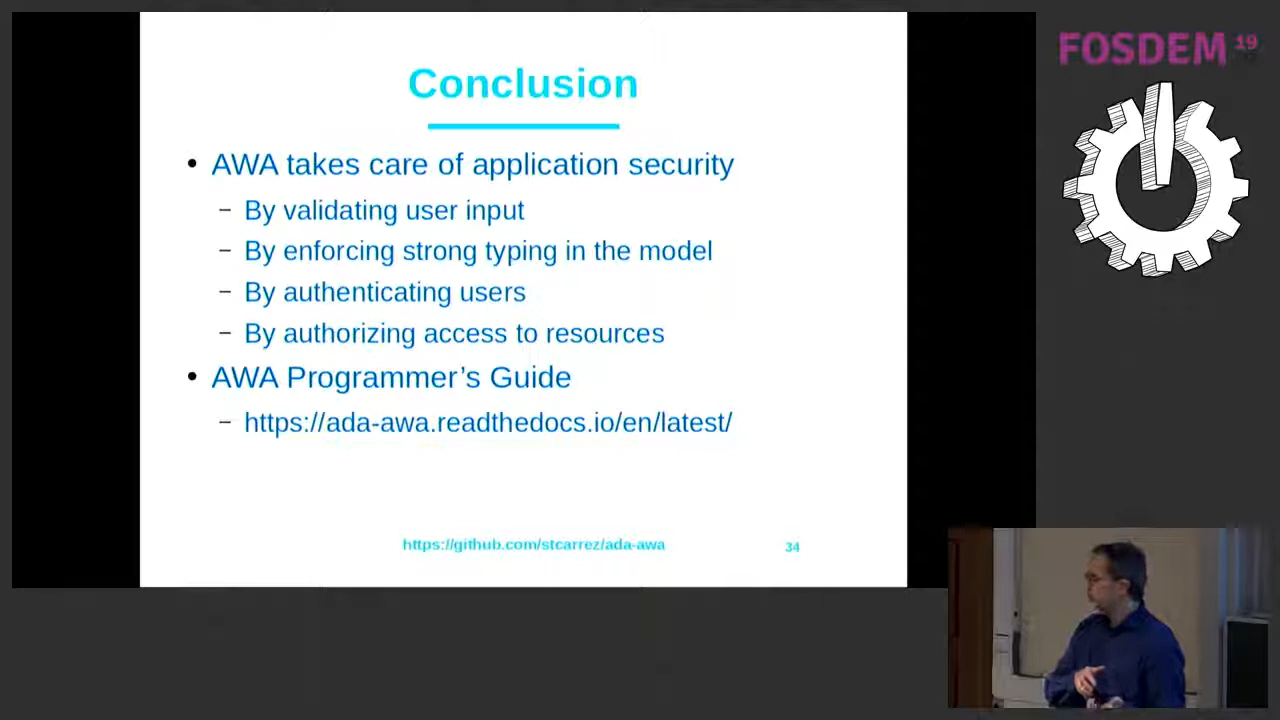 Conclusion
AWA takes care of application security
By validating user input
By enforcing strong typing in the model
By authenticating users
By authorizing access to resources
AWA Programmer’s Guide
https://ada-awa.readthedocs.io/en/latest/
https://github.com/stcarrez/ada-awa
34
FOSDEM 19